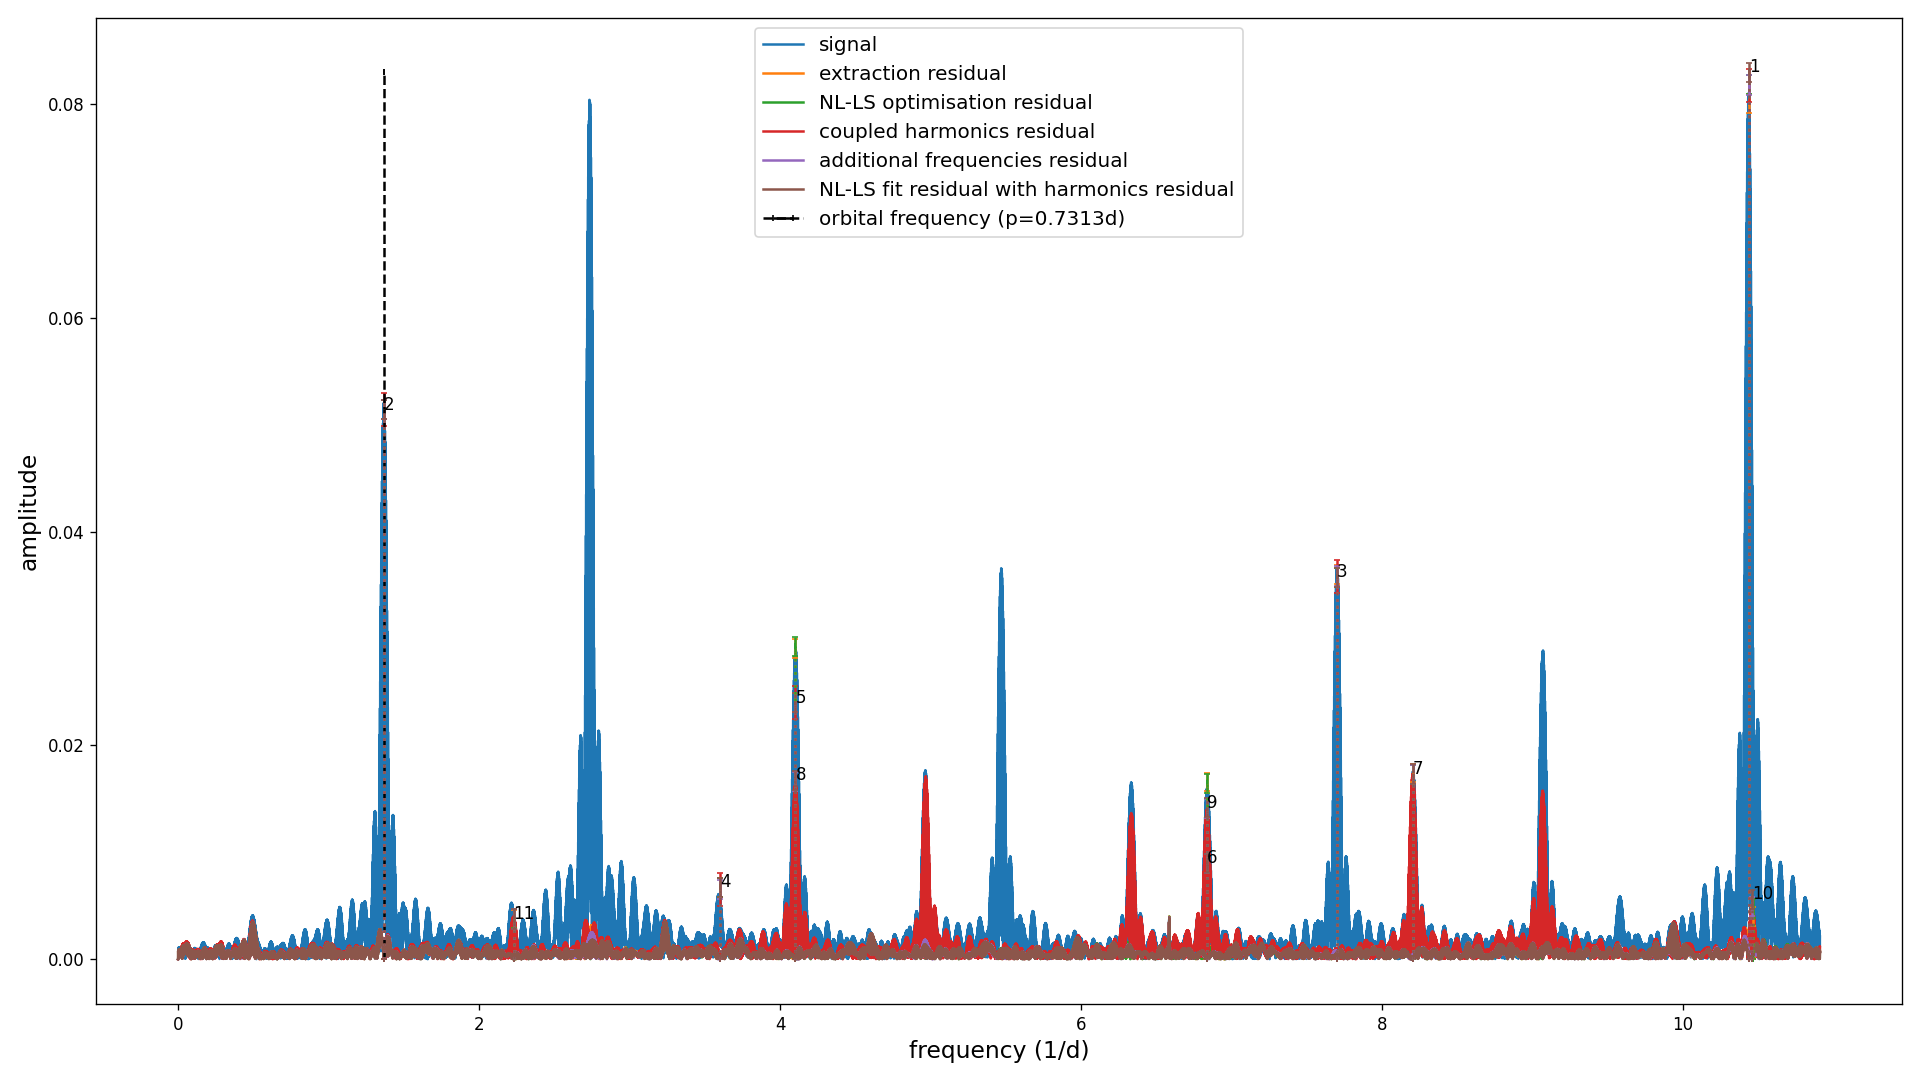 signal
extraction residual
NL-LS optimisation residual
coupled harmonics residual
additional frequencies residual
NL-LS fit residual with harmonics residual
orbital frequency (p=0.7313d)
amplitude
0.08
0.06
0.04
0.02
0.00
1
2
3
4
5
8
7
9
6
10
11
0 2 4 6 8 10
frequency (1/d)